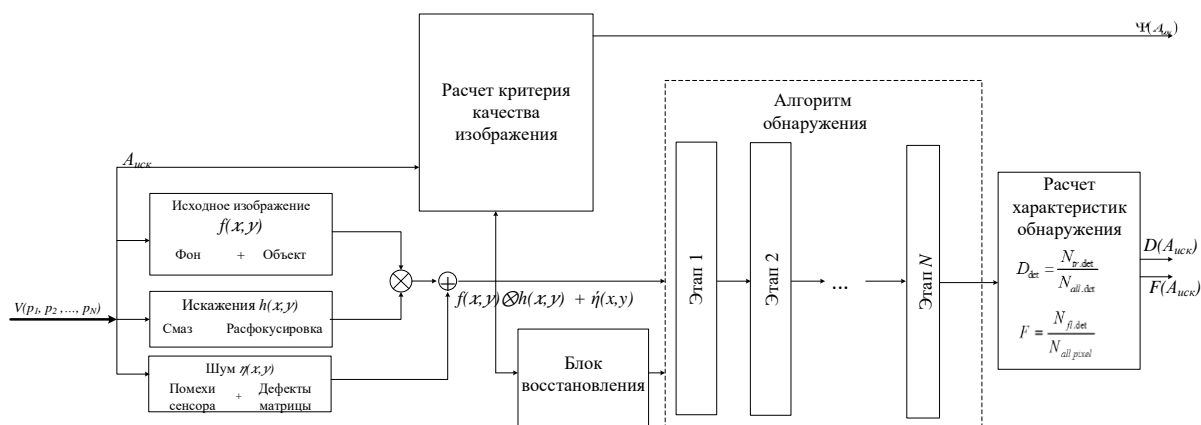 Ψ(A_иск)
Расчет критерия
качества
изображения
Алгоритм
обнаружения
A_иск
Исходное изображение
f(x,y)
Фон + Объект
Искажения h(x,y)
Смаз Расфокусировка
Шум η(x,y)
Помехи
сенсора
+
Дефекты
матрицы
V(p₁, p₂ ,..., p_N)
f(x,y)⊗h(x,y) + ή(x,y)
Блок
восстановления
Этап 1
Этап 2
...
Этап N
Расчет
характеристик
обнаружения
D_det = N_tr.det / N_all.det
F = N_fl.det / N_all pixel
D(A_иск)
F(A_иск)